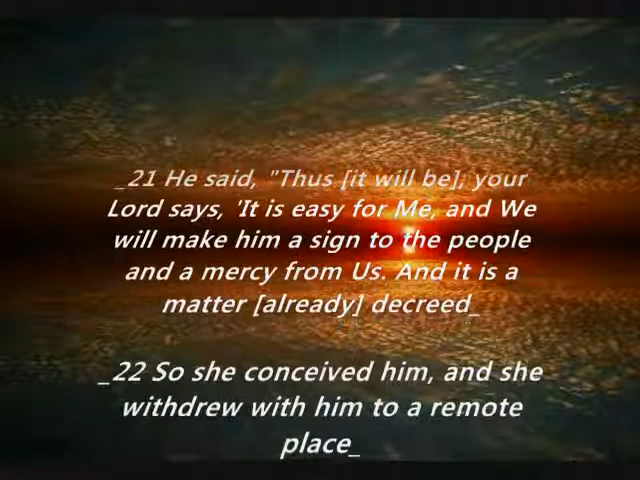 _21 He said, "Thus [it will be]; your
Lord says, 'It is easy for Me, and We
will make him a sign to the people
and a mercy from Us. And it is a
matter [already] decreed_
_22 So she conceived him, and she
withdrew with him to a remote
place_